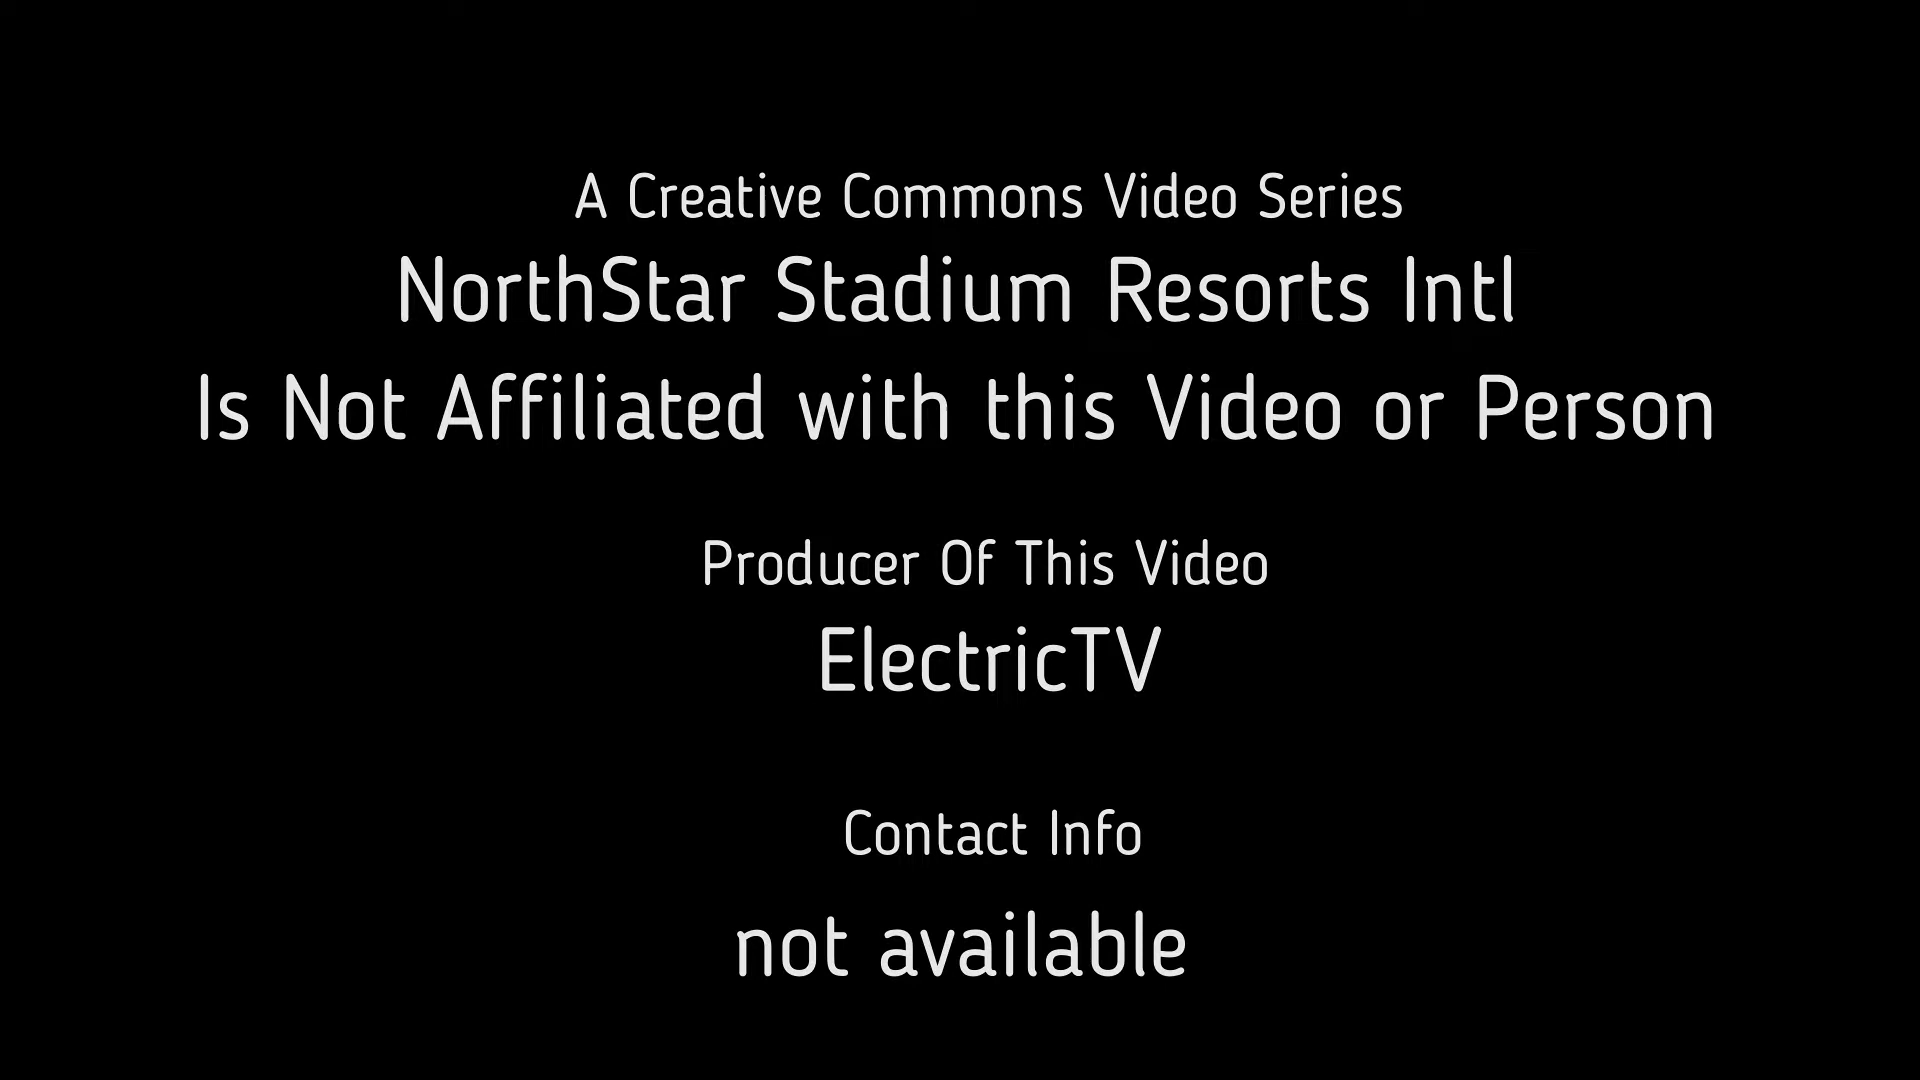 A Creative Commons Video Series
NorthStar Stadium Resorts Intl
Is Not Affiliated with this Video or Person
Producer Of This Video
ElectricTV
Contact Info
not available